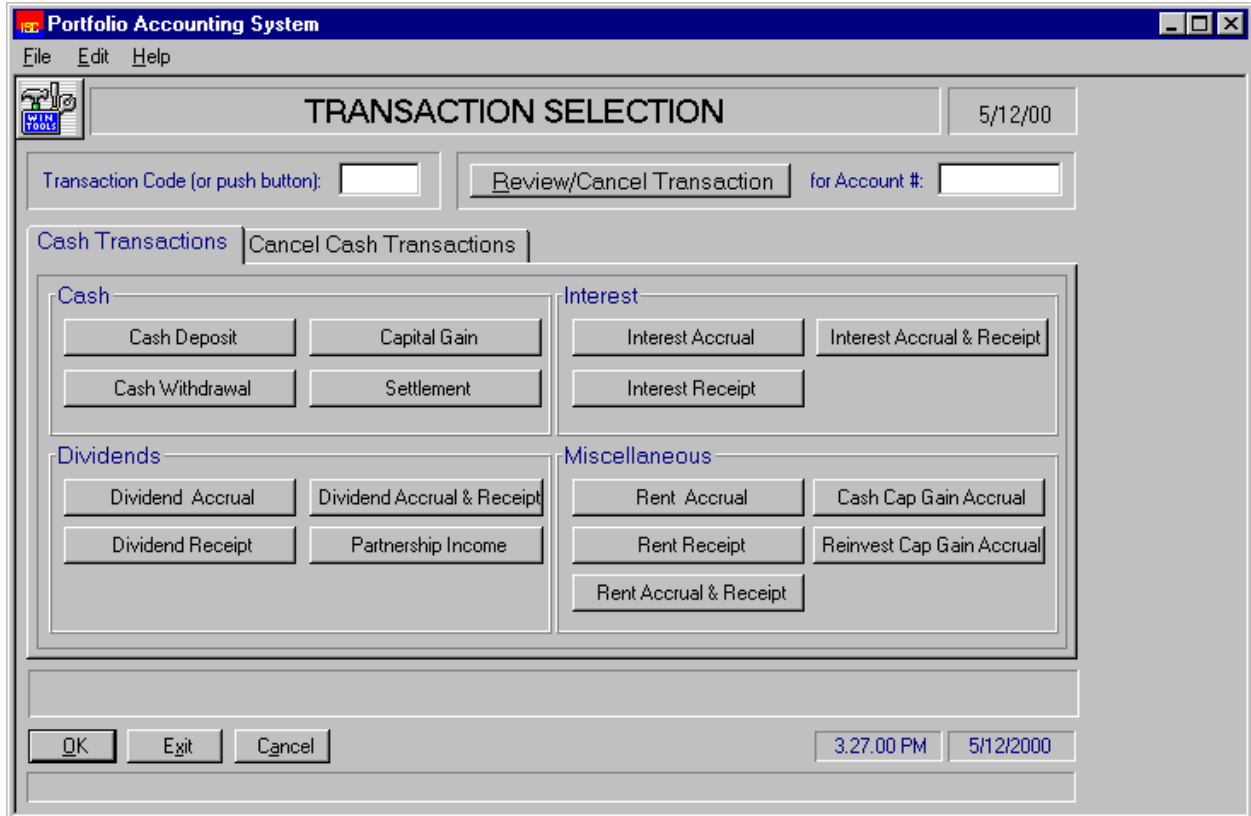 ISC Portfolio Accounting System
File Edit Help
WIN TOOLS
TRANSACTION SELECTION 5/12/00
Transaction Code (or push button): Review/Cancel Transaction for Account #:
Cash Transactions Cancel Cash Transactions
Cash Interest
Cash Deposit Capital Gain Interest Accrual Interest Accrual & Receipt
Cash Withdrawal Settlement Interest Receipt
Dividends Miscellaneous
Dividend Accrual Dividend Accrual & Receipt Rent Accrual Cash Cap Gain Accrual
Dividend Receipt Partnership Income Rent Receipt Reinvest Cap Gain Accrual
Rent Accrual & Receipt
OK Exit Cancel 3.27.00 PM 5/12/2000